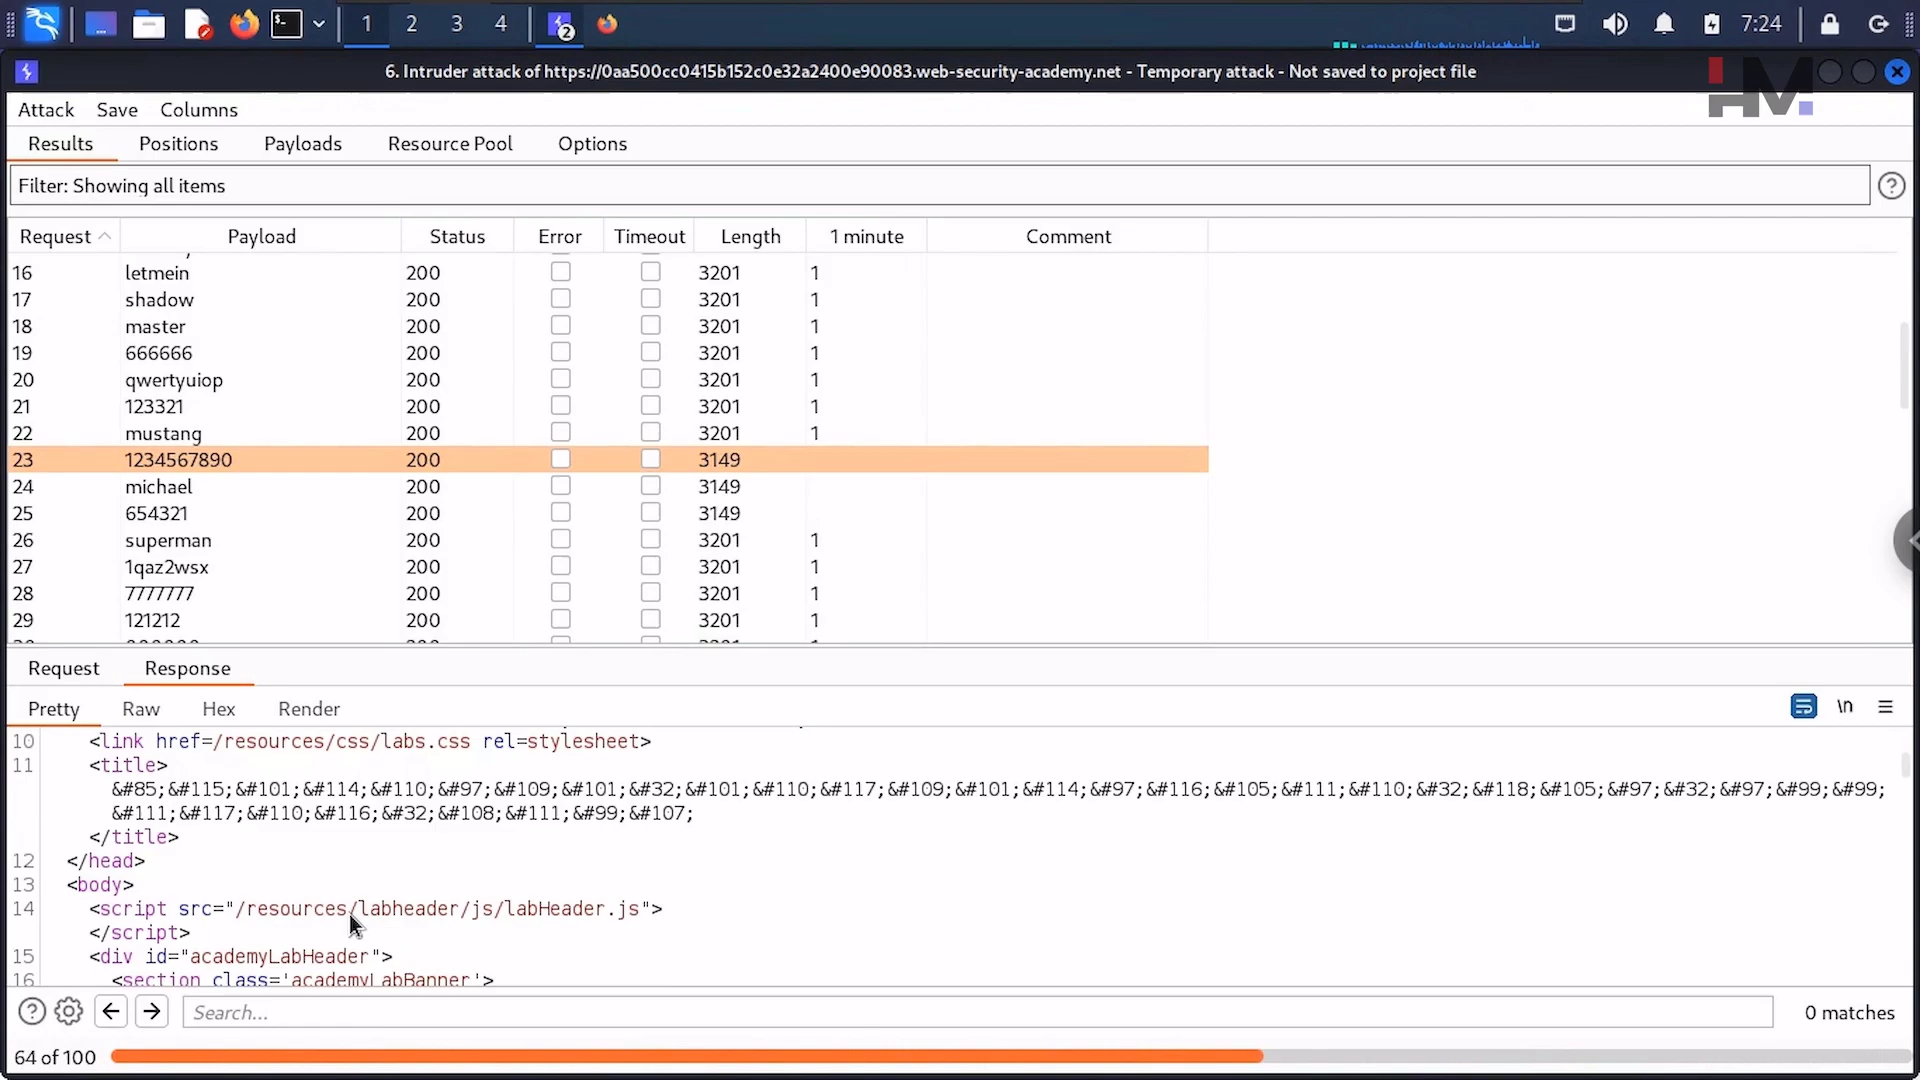 1 2 3 4 2 7:24
6. Intruder attack of https://0aa500cc0415b152c0e32a2400e90083.web-security-academy.net - Temporary attack - Not saved to project file
HM
Attack Save Columns
Results Positions Payloads Resource Pool Options
Filter: Showing all items
?
Request Payload Status Error Timeout Length 1 minute Comment
16 letmein 200 3201 1
17 shadow 200 3201 1
18 master 200 3201 1
19 666666 200 3201 1
20 qwertyuiop 200 3201 1
21 123321 200 3201 1
22 mustang 200 3201 1
23 1234567890 200 3149
24 michael 200 3149
25 654321 200 3149
26 superman 200 3201 1
27 1qaz2wsx 200 3201 1
28 7777777 200 3201 1
29 121212 200 3201 1
Request Response
Pretty Raw Hex Render \n
10 <link href=/resources/css/labs.css rel=stylesheet>
11 <title>
&#85;&#115;&#101;&#114;&#110;&#97;&#109;&#101;&#32;&#101;&#110;&#117;&#109;&#101;&#114;&#97;&#116;&#105;&#111;&#110;&#32;&#118;&#105;&#97;&#32;&#97;&#99;&#99;
&#111;&#117;&#110;&#116;&#32;&#108;&#111;&#99;&#107;
</title>
12 </head>
13 <body>
14 <script src="/resources/labheader/js/labHeader.js">
</script>
15 <div id="academyLabHeader">
16 <section class='academyLabBanner'>
? Search... 0 matches
64 of 100